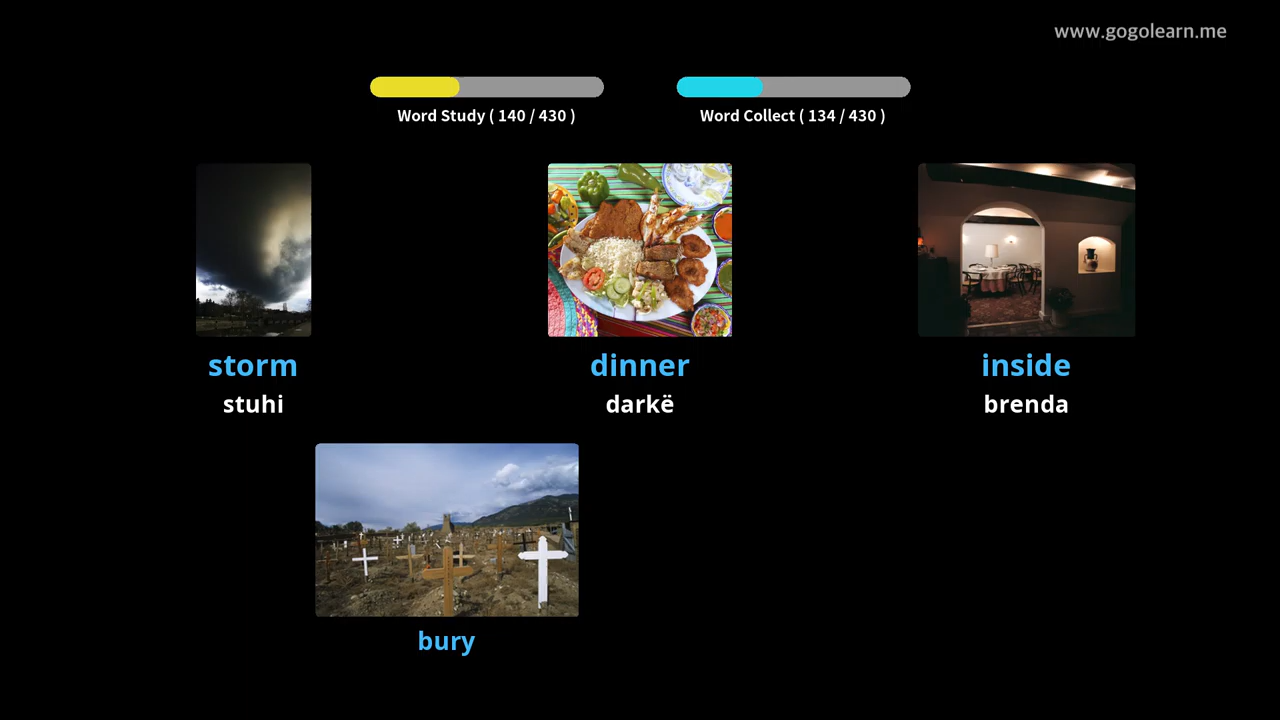 www.gogolearn.me
Word Study ( 140 / 430 )
Word Collect ( 134 / 430 )
storm
stuhi
dinner
darkë
inside
brenda
bury